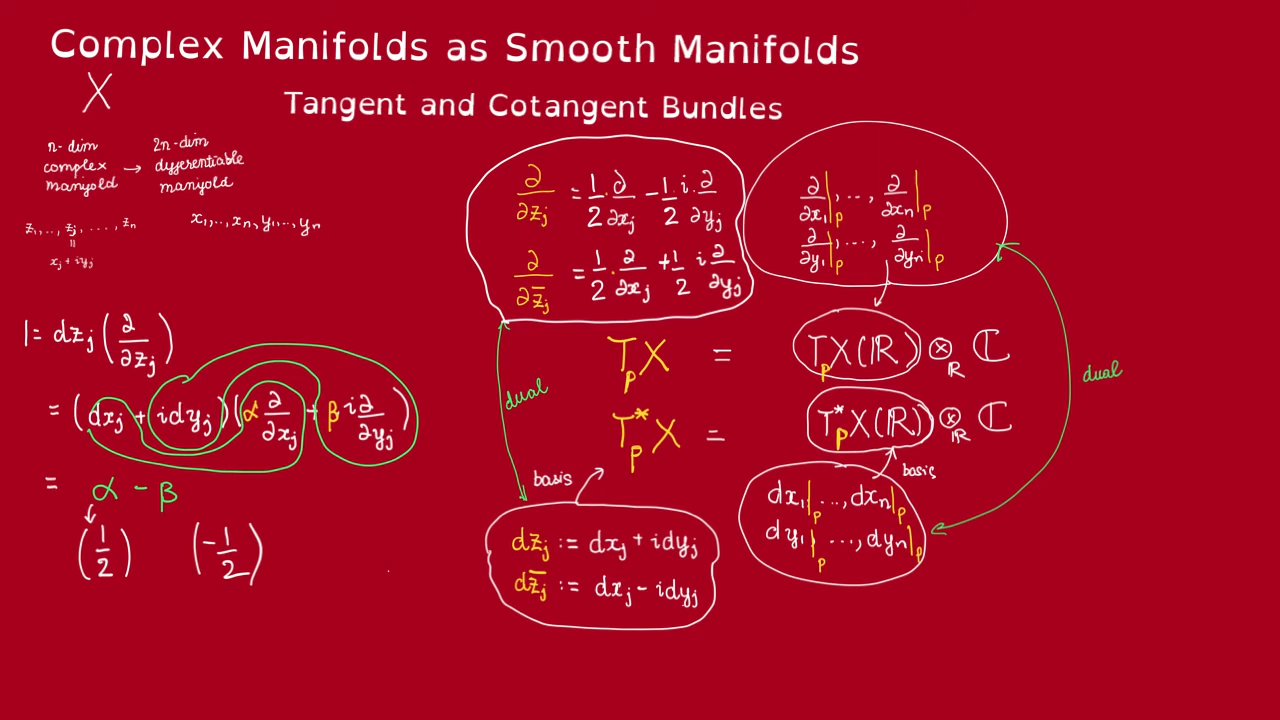 Complex Manifolds as Smooth Manifolds
X
Tangent and Cotangent Bundles
n-dim complex manifold → 2n-dim differentiable manifold
z₁,..., zⱼ, ...., zₙ
=
xⱼ + iyⱼ
x₁,..,xₙ, y₁,..,yₙ
∂/∂zⱼ = 1/2 · ∂/∂xⱼ − 1/2 i · ∂/∂yⱼ
∂/∂z̄ⱼ = 1/2 · ∂/∂xⱼ + 1/2 i ∂/∂yⱼ
∂/∂x₁|p, ..., ∂/∂xₙ|p
∂/∂y₁|p, ..., ∂/∂yₙ|p
1 = dzⱼ (∂/∂zⱼ)
= (dxⱼ + idyⱼ)(α ∂/∂xⱼ + β i∂/∂yⱼ)
= α − β
(1/2) (−1/2)
dual
TpX = TpX(ℝ) ⊗ℝ ℂ
T*pX = T*pX(ℝ) ⊗ℝ ℂ
dual
basis
basis
dzⱼ := dxⱼ + idyⱼ
dz̄ⱼ := dxⱼ − idyⱼ
dx₁|p ..., dxₙ|p
dy₁|p ..., dyₙ|p